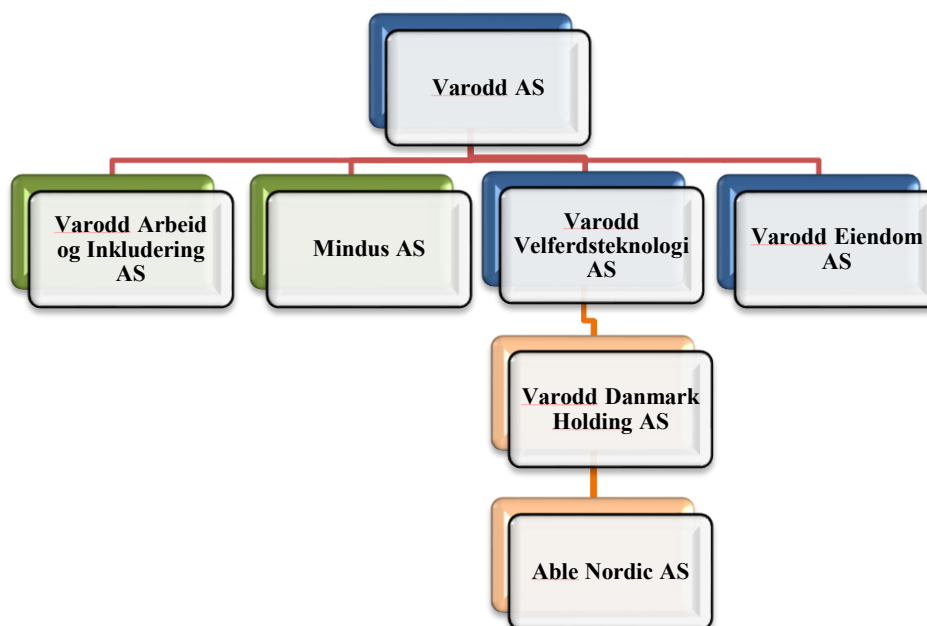 Varodd AS
Varodd Arbeid
og Inkludering
AS
Mindus AS
Varodd
Velferdsteknologi
AS
Varodd Eiendom
AS
Varodd Danmark
Holding AS
Able Nordic AS